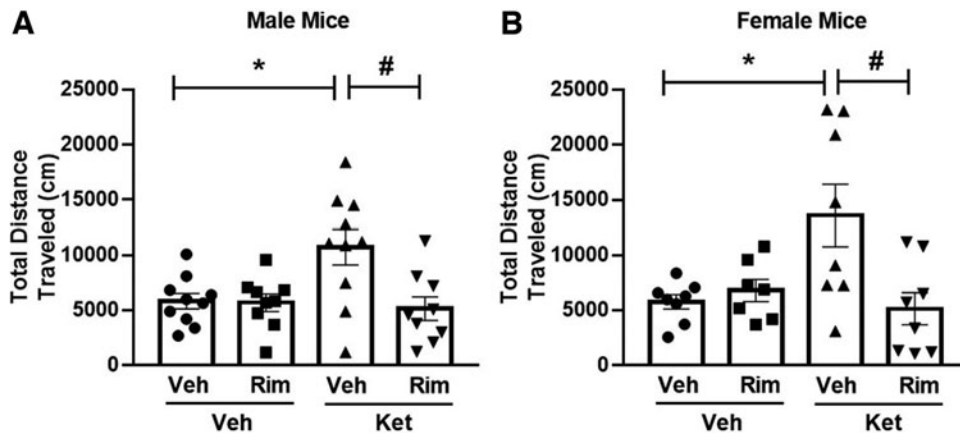 A
Male Mice
*
#
Total Distance
Traveled (cm)
25000
20000
15000
10000
5000
0
Veh
Rim
Veh
Rim
Veh
Ket
B
Female Mice
*
#
Total Distance
Traveled (cm)
25000
20000
15000
10000
5000
0
Veh
Rim
Veh
Rim
Veh
Ket